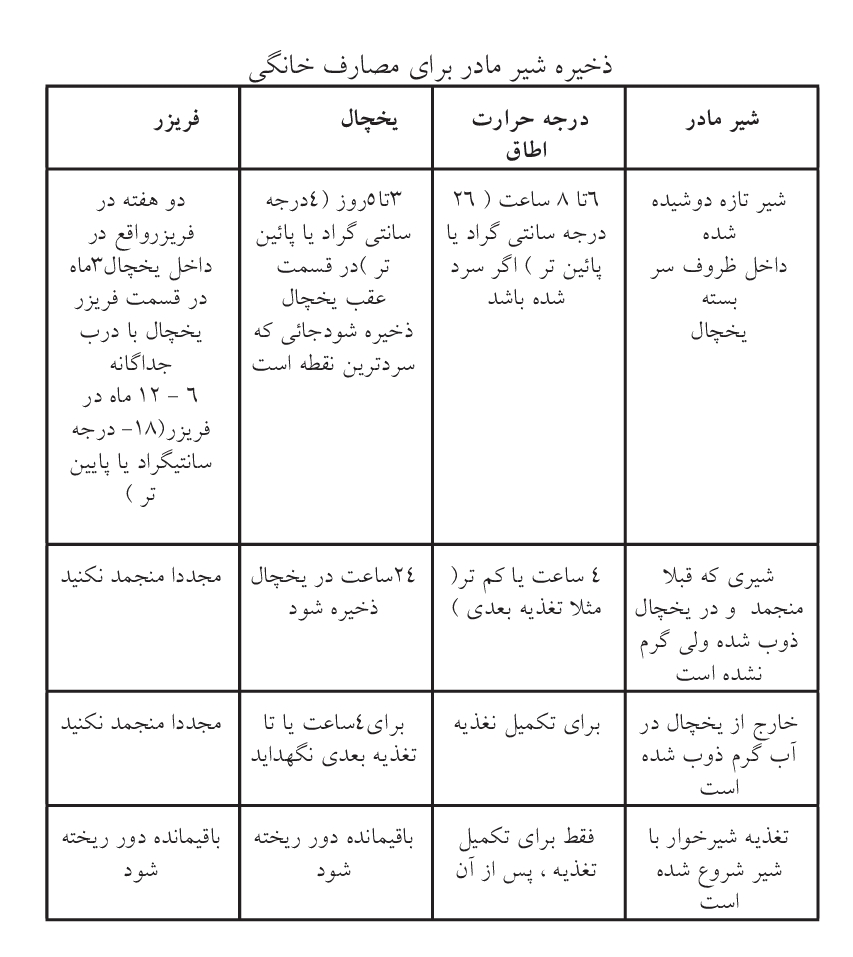 ذخیره شیر مادر برای مصارف خانگی
شیر مادر
درجه حرارت
اطاق
یخچال
فریزر
شیر تازه دوشیده
شده
داخل ظروف سر
بسته
یخچال
٦تا ٨ ساعت ( ٢٦
درجه سانتی گراد یا
پائین تر ) اگر سرد
شده باشد
٣تا٥روز (٤درجه
سانتی گراد یا پائین
تر )در قسمت
عقب یخچال
ذخیره شودجائی که
سردترین نقطه است
دو هفته در
فریزرواقع در
داخل یخچال٣ماه
در قسمت فریزر
یخچال با درب
جداگانه
٦ – ١٢ ماه در
فریزر(١٨- درجه
سانتیگراد یا پایین
تر )
شیری که قبلا
منجمد و در یخچال
ذوب شده ولی گرم
نشده است
٤ ساعت یا کم تر(
مثلا تغذیه بعدی )
٢٤ساعت در یخچال
ذخیره شود
مجددا منجمد نکنید
خارج از یخچال در
آب گرم ذوب شده
است
برای تکمیل نغذیه
برای٤ساعت یا تا
تغذیه بعدی نگهداید
مجددا منجمد نکنید
تغذیه شیرخوار با
شیر شروع شده
است
فقط برای تکمیل
تغذیه ، پس از آن
باقیمانده دور ریخته
شود
باقیمانده دور ریخته
شود